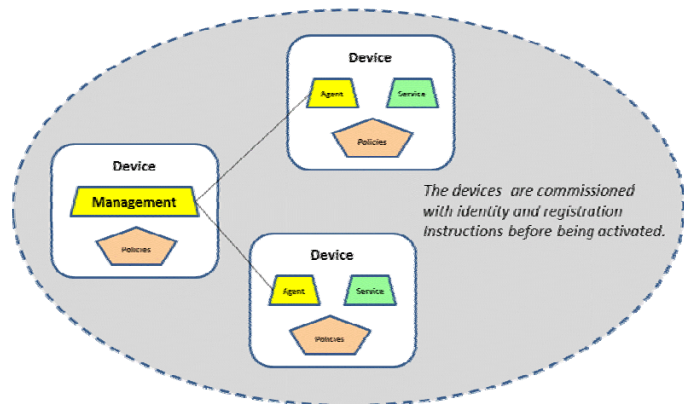 Device
Agent
Service
Policies
Device
Management
Policies
The devices are commissioned
with identity and registration
instructions before being activated.
Device
Agent
Service
Policies